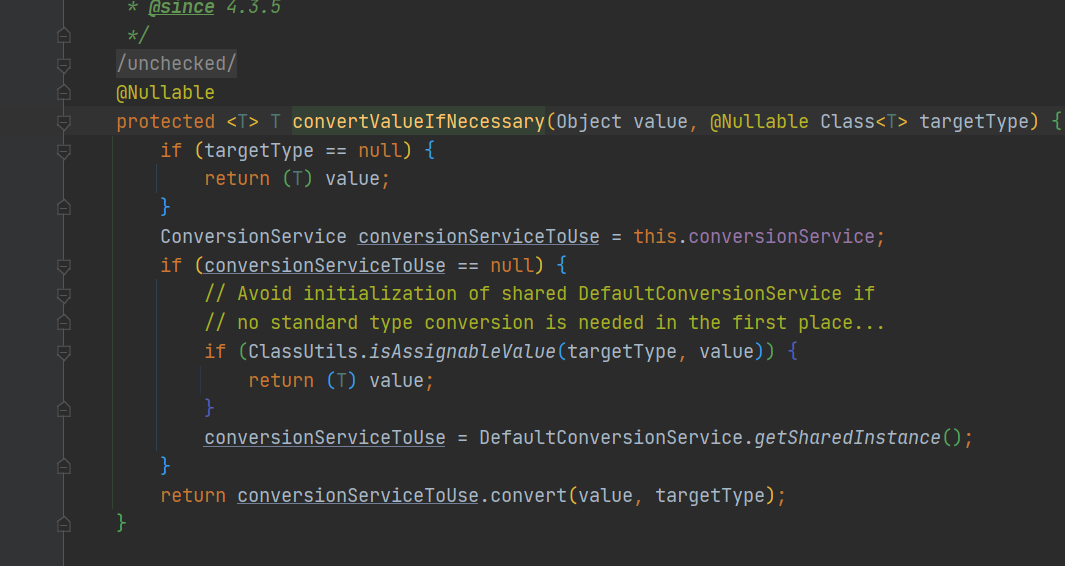 * @since 4.3.5
*/
/unchecked/
@Nullable
protected <T> T convertValueIfNecessary(Object value, @Nullable Class<T> targetType) {
if (targetType == null) {
return (T) value;
}
ConversionService conversionServiceToUse = this.conversionService;
if (conversionServiceToUse == null) {
// Avoid initialization of shared DefaultConversionService if
// no standard type conversion is needed in the first place...
if (ClassUtils.isAssignableValue(targetType, value)) {
return (T) value;
}
conversionServiceToUse = DefaultConversionService.getSharedInstance();
}
return conversionServiceToUse.convert(value, targetType);
}